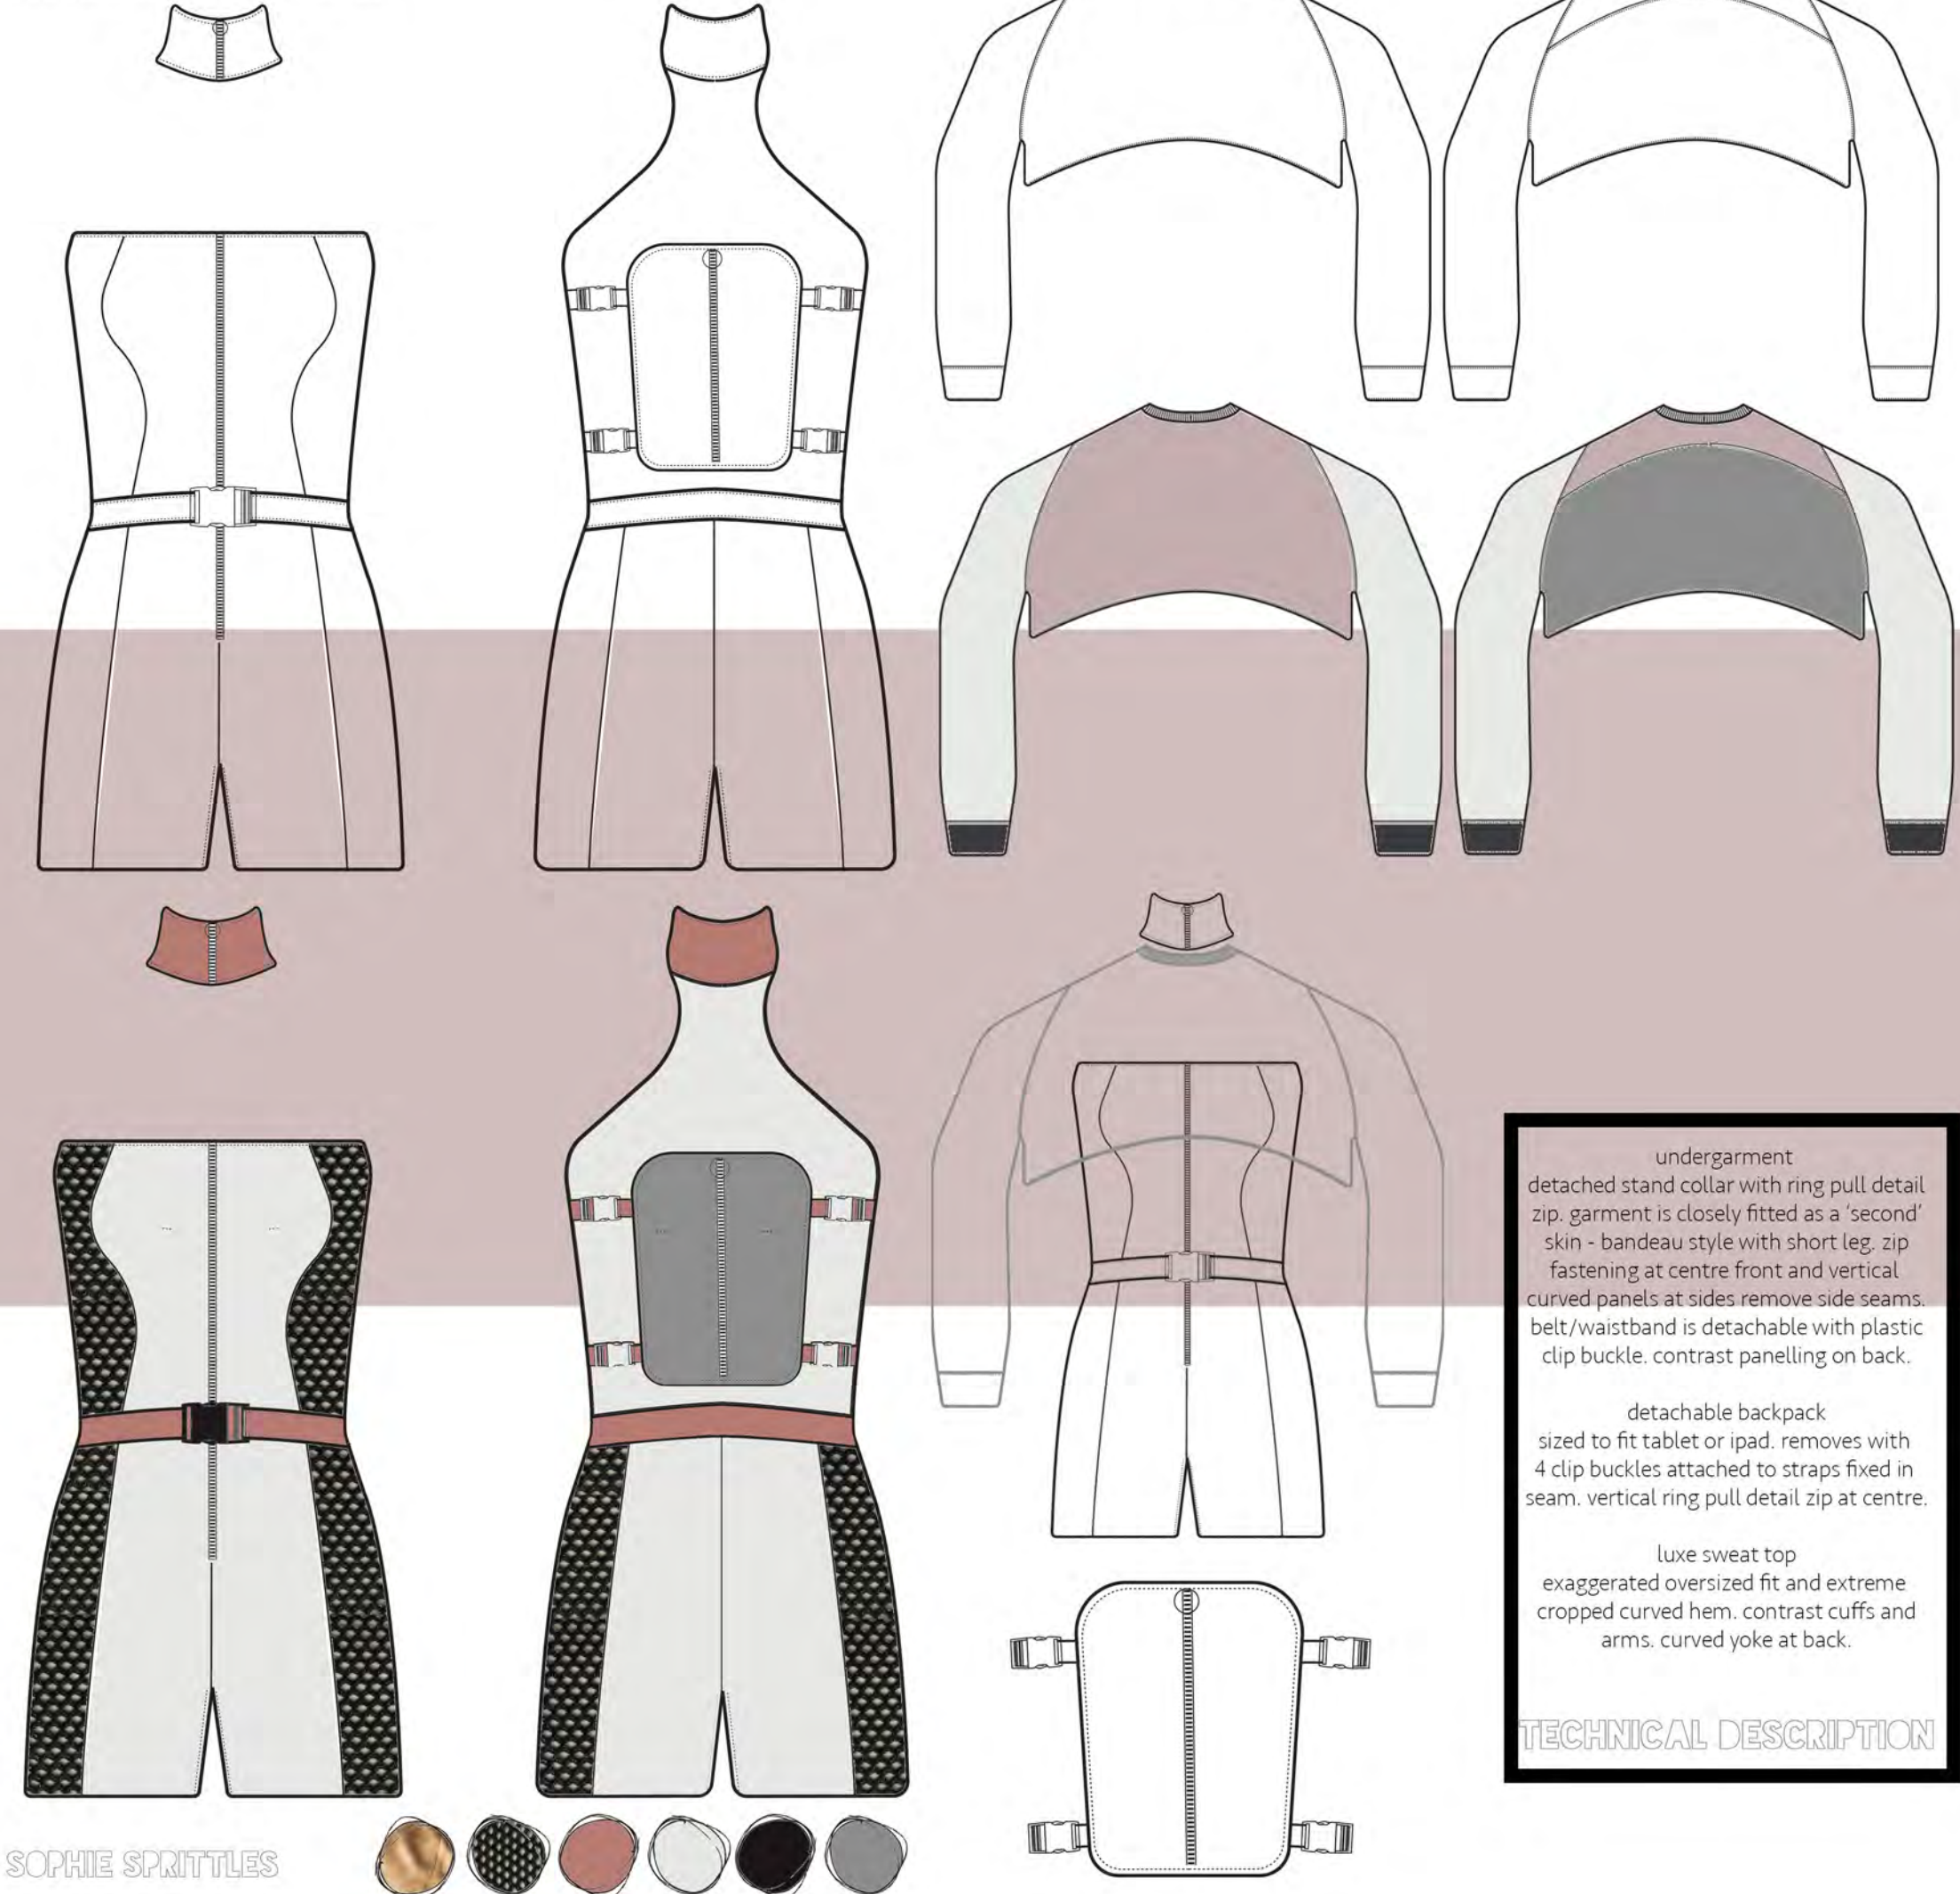 undergarment
detached stand collar with ring pull detail
zip. garment is closely fitted as a 'second'
skin - bandeau style with short leg. zip
fastening at centre front and vertical
curved panels at sides remove side seams.
belt/waistband is detachable with plastic
clip buckle. contrast panelling on back.
detachable backpack
sized to fit tablet or ipad. removes with
4 clip buckles attached to straps fixed in
seam. vertical ring pull detail zip at centre.
luxe sweat top
exaggerated oversized fit and extreme
cropped curved hem. contrast cuffs and
arms. curved yoke at back.
TECHNICAL DESCRIPTION
SOPHIE SPRITTLES